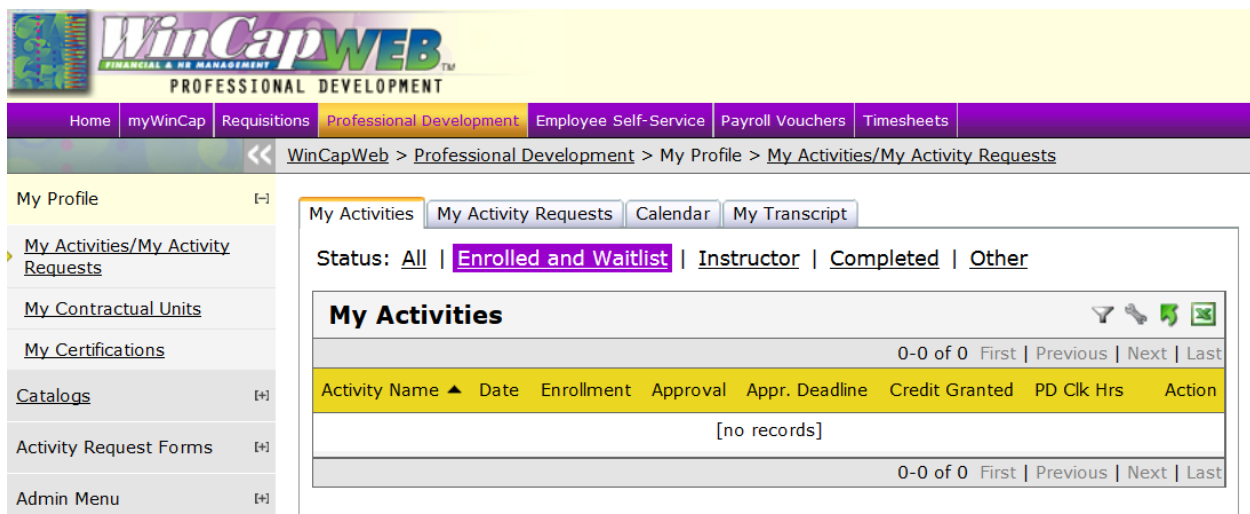 WinCapWEB TM
FINANCIAL & HR MANAGEMENT
PROFESSIONAL DEVELOPMENT
Home myWinCap Requisitions Professional Development Employee Self-Service Payroll Vouchers Timesheets
<< WinCapWeb > Professional Development > My Profile > My Activities/My Activity Requests
My Profile [-]
My Activities/My Activity
Requests
My Contractual Units
My Certifications
Catalogs [+]
Activity Request Forms [+]
Admin Menu [+]
My Activities My Activity Requests Calendar My Transcript
Status: All | Enrolled and Waitlist | Instructor | Completed | Other
My Activities
0-0 of 0 First | Previous | Next | Last
Activity Name ▲ Date Enrollment Approval Appr. Deadline Credit Granted PD Clk Hrs Action
[no records]
0-0 of 0 First | Previous | Next | Last